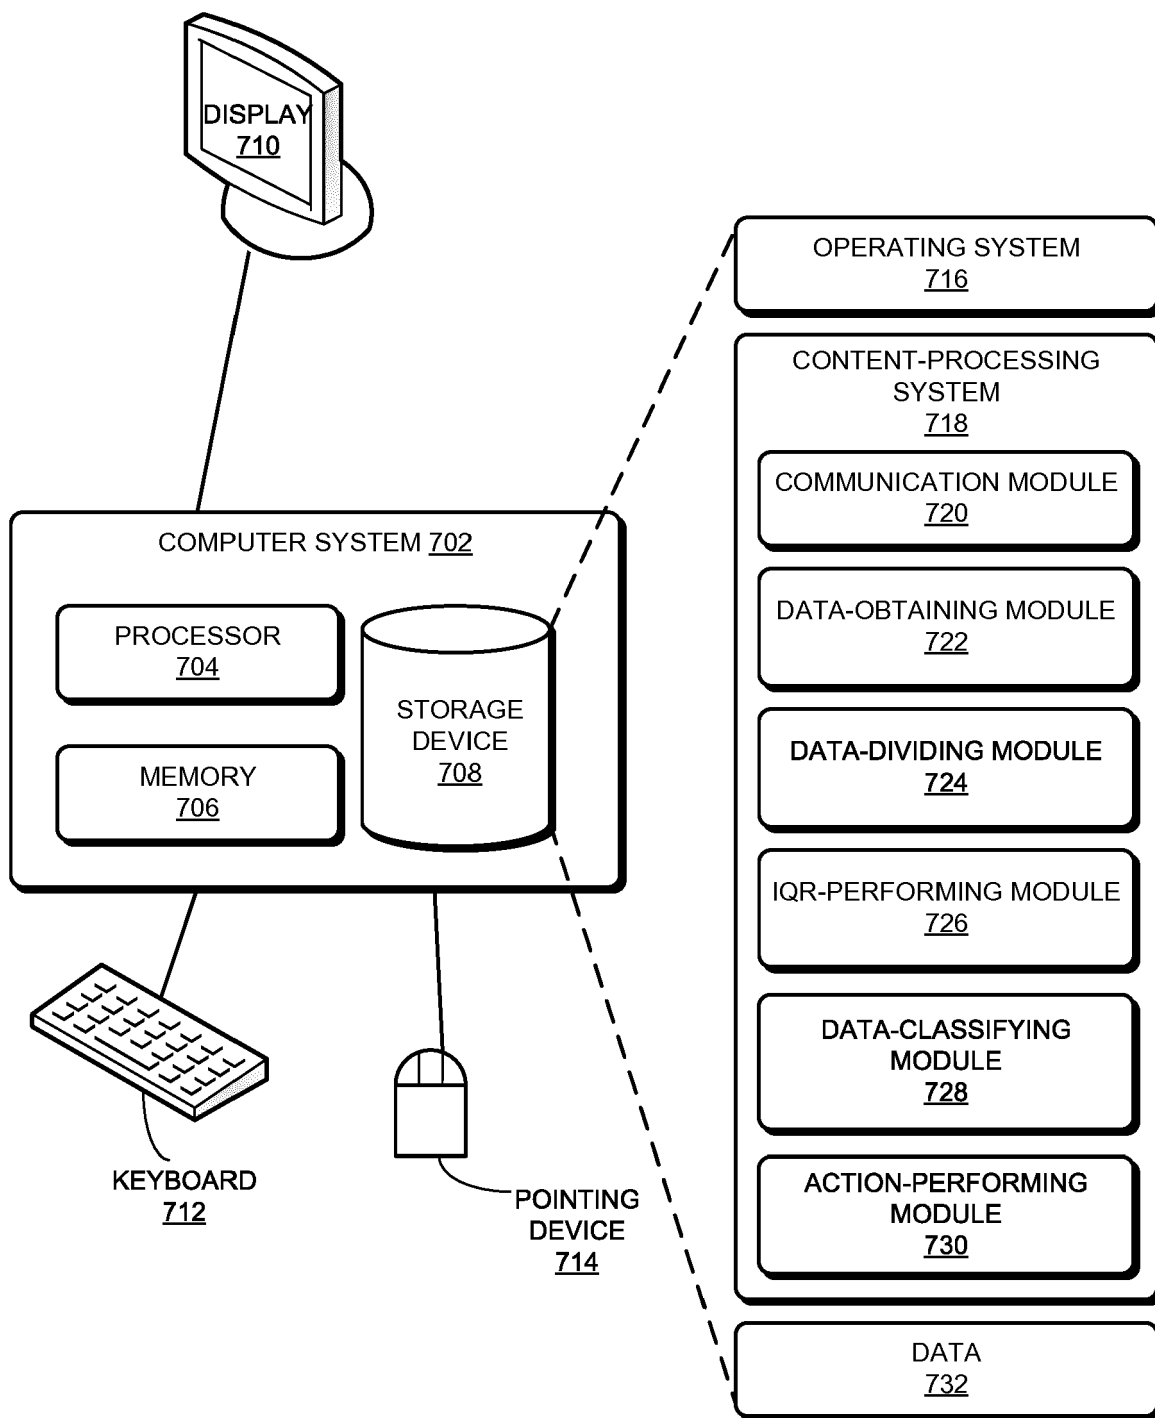 DISPLAY
710
OPERATING SYSTEM
716
CONTENT-PROCESSING
SYSTEM
718
COMMUNICATION MODULE
720
DATA-OBTAINING MODULE
722
DATA-DIVIDING MODULE
724
IQR-PERFORMING MODULE
726
DATA-CLASSIFYING
MODULE
728
ACTION-PERFORMING
MODULE
730
DATA
732
COMPUTER SYSTEM 702
PROCESSOR
704
MEMORY
706
STORAGE
DEVICE
708
KEYBOARD
712
POINTING
DEVICE
714